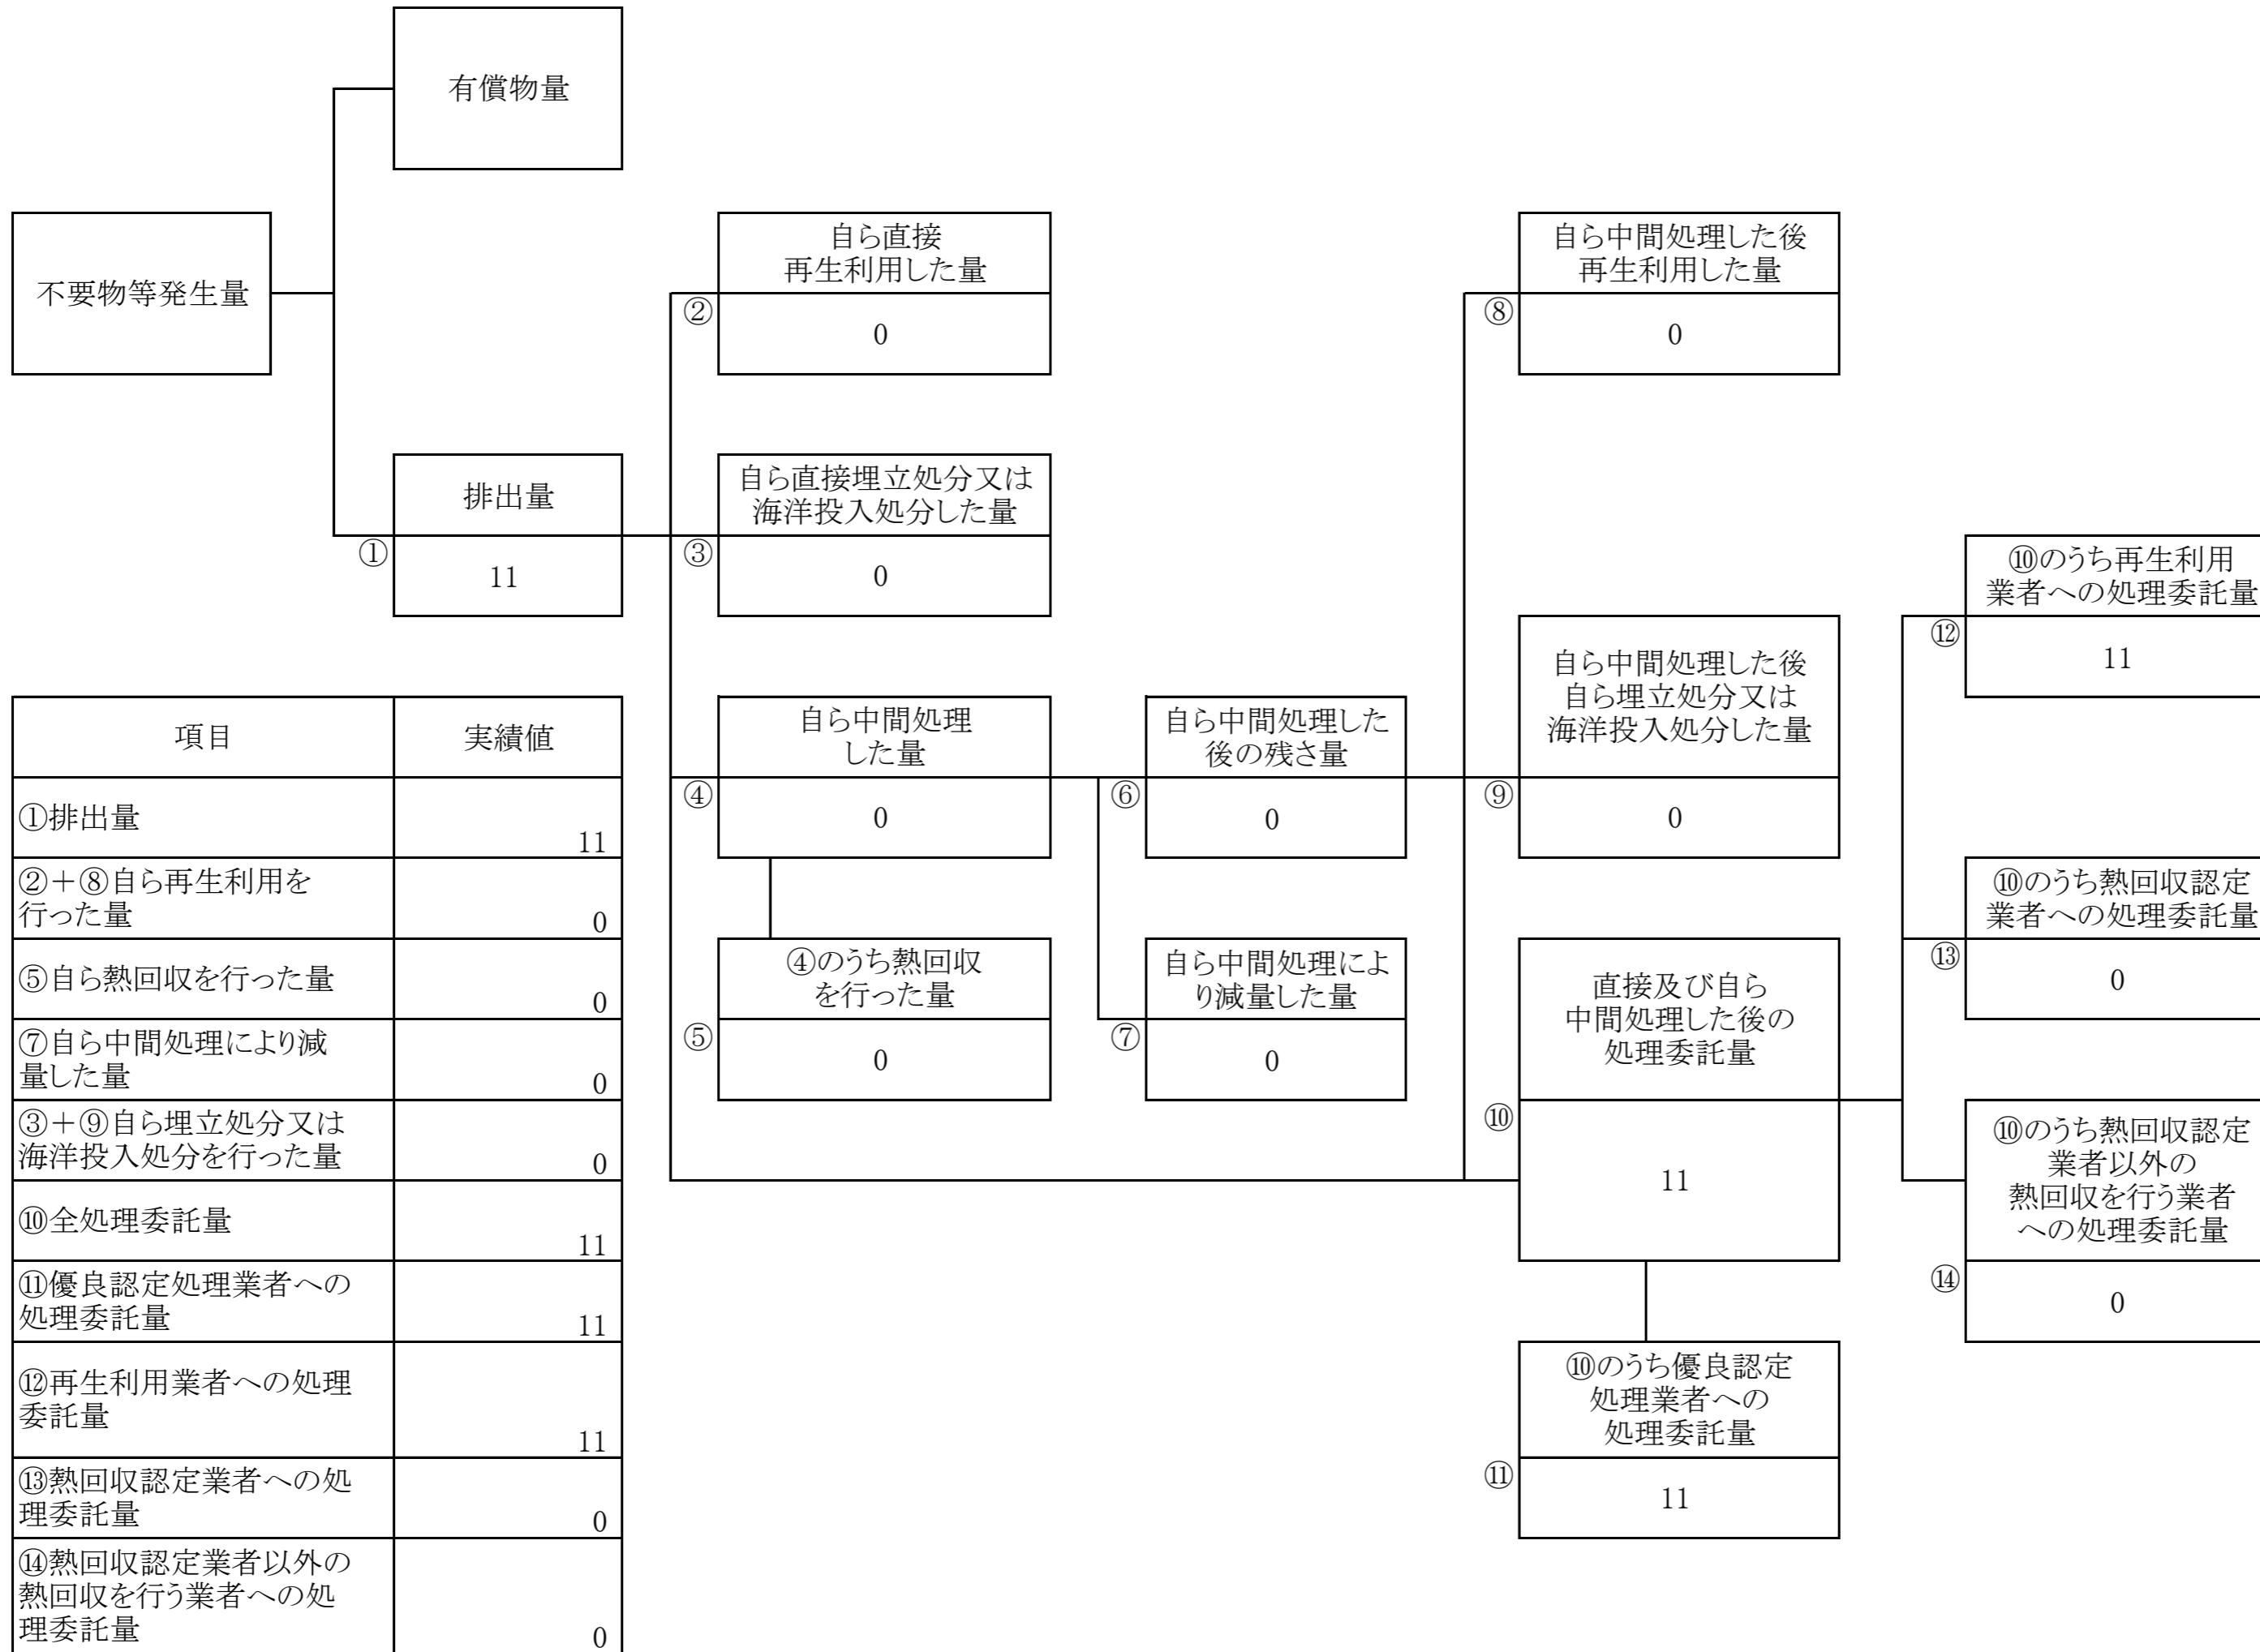 有償物量
不要物等発生量
自ら直接
再生利用した量
②
0
自ら中間処理した後
再生利用した量
⑧
0
排出量
①
11
自ら直接埋立処分又は
海洋投入処分した量
③
0
⑩のうち再生利用
業者への処理委託量
⑫
11
自ら中間処理
した量
④
0
自ら中間処理した
後の残さ量
⑥
0
自ら中間処理した後
自ら埋立処分又は
海洋投入処分した量
⑨
0
⑩のうち熱回収認定
業者への処理委託量
⑬
0
④のうち熱回収
を行った量
⑤
0
自ら中間処理によ
り減量した量
⑦
0
直接及び自ら
中間処理した後の
処理委託量
⑩
11
⑩のうち熱回収認定
業者以外の
熱回収を行う業者
への処理委託量
⑭
0
⑩のうち優良認定
処理業者への
処理委託量
⑪
11
項目
実績値
①排出量
11
②+⑧自ら再生利用を
行った量
0
⑤自ら熱回収を行った量
0
⑦自ら中間処理により減
量した量
0
③+⑨自ら埋立処分又は
海洋投入処分を行った量
0
⑩全処理委託量
11
⑪優良認定処理業者への
処理委託量
11
⑫再生利用業者への処理
委託量
11
⑬熱回収認定業者への処
理委託量
0
⑭熱回収認定業者以外の
熱回収を行う業者への処
理委託量
0